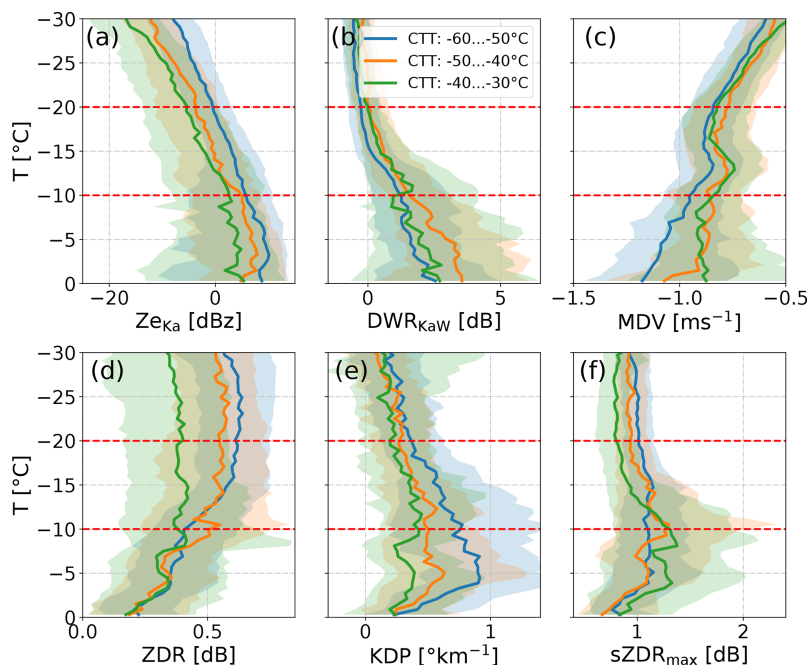 (a)
(b)
(c)
CTT: -60...-50°C
CTT: -50...-40°C
CTT: -40...-30°C
T [°C]
−30
−25
−20
−15
−10
−5
0
−20
0
0
5
−1.5
−1.0
−0.5
Ze_Ka [dBz]
DWR_KaW [dB]
MDV [ms⁻¹]
(d)
(e)
(f)
T [°C]
−30
−25
−20
−15
−10
−5
0
0.0
0.5
0
1
1
2
ZDR [dB]
KDP [°km⁻¹]
sZDR_max [dB]